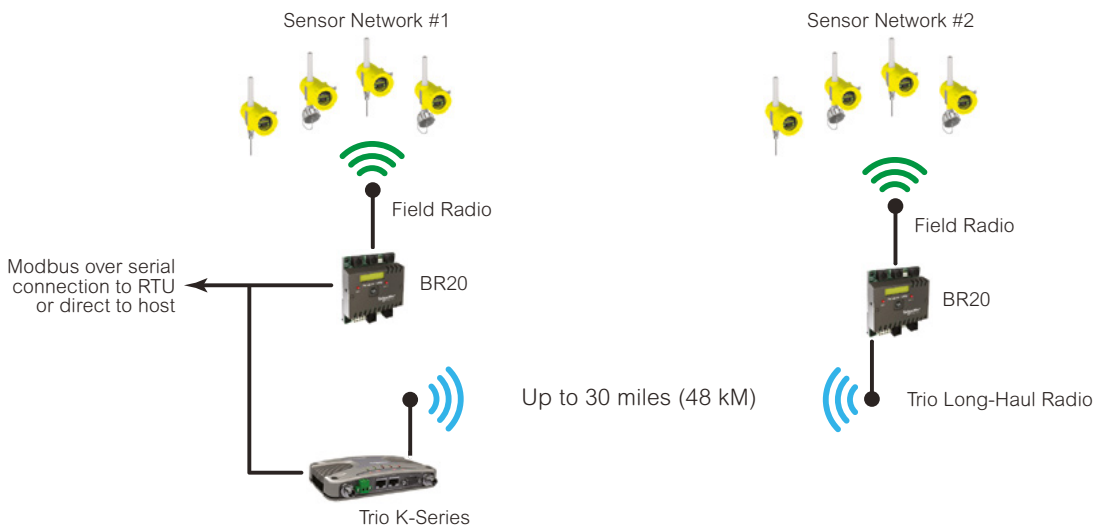 Sensor Network #1
Sensor Network #2
Field Radio
Field Radio
Modbus over serial
connection to RTU
or direct to host
BR20
BR20
Up to 30 miles (48 kM)
Trio Long-Haul Radio
Trio K-Series